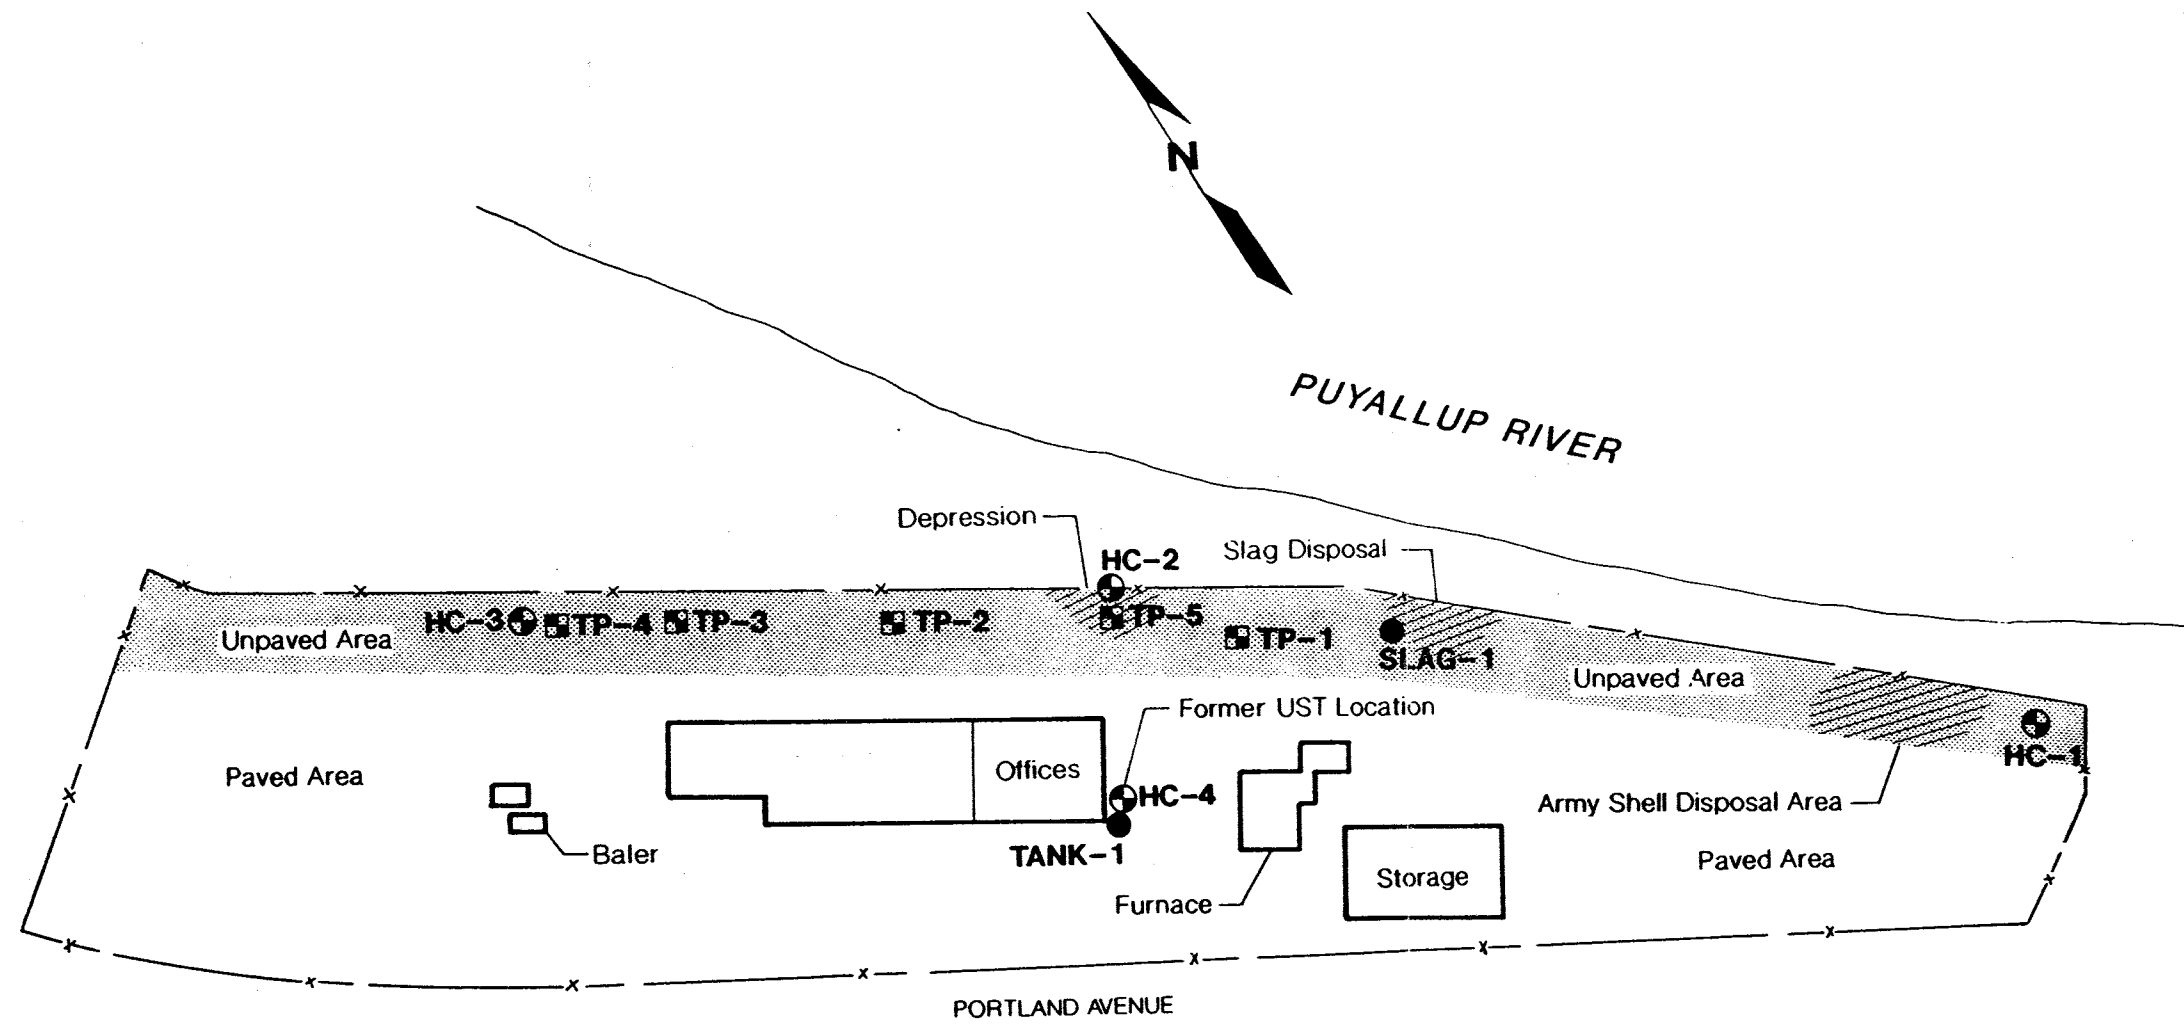 N
PUYALLUP RIVER
Depression
HC-2
Slag Disposal
HC-3
TP-4
TP-3
TP-2
TP-5
TP-1
SLAG-1
Unpaved Area
Unpaved Area
Former UST Location
HC-1
Paved Area
Offices
HC-4
Army Shell Disposal Area
Baler
TANK-1
Paved Area
Storage
Furnace
PORTLAND AVENUE